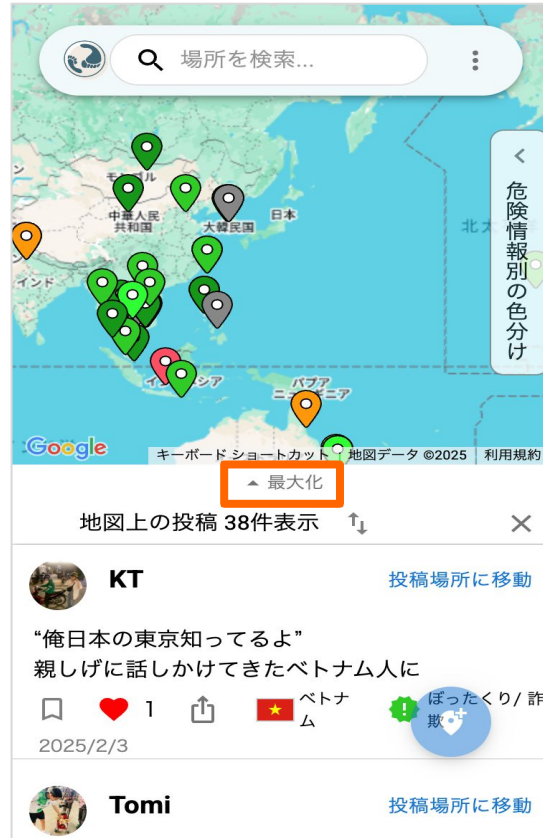 場所を検索...
モンゴル
中華人民
共和国
大韓民国
日本
北太
インド
危険情報別の色分け
インドネシア
パプア
ニューギニア
Google
キーボード ショートカット
地図データ ©2025
利用規約
最大化
地図上の投稿 38件表示
KT
投稿場所に移動
“俺日本の東京知ってるよ”
親しげに話しかけてきたベトナム人に
1
ベトナ
ム
ぼったくり/ 詐
欺
2025/2/3
Tomi
投稿場所に移動